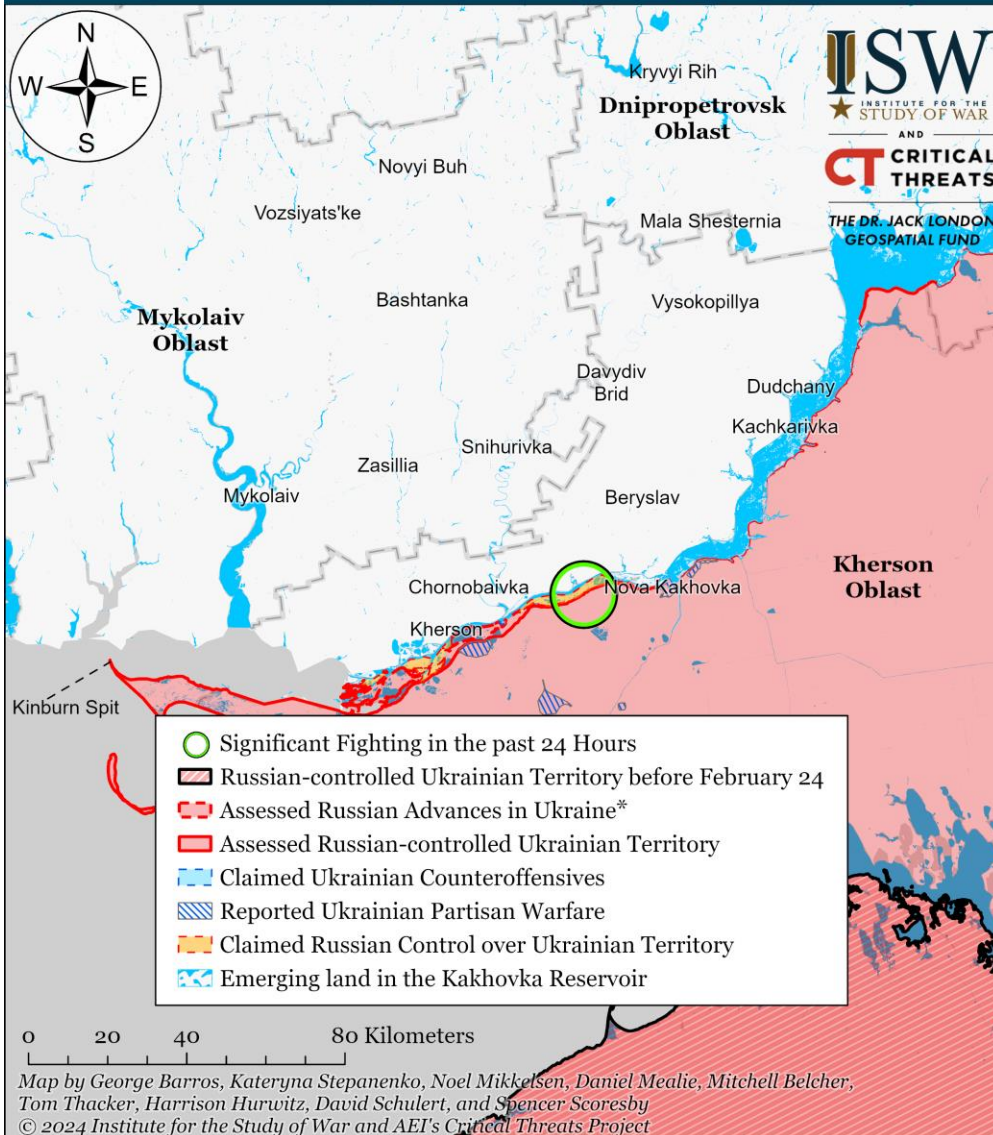 N
W
E
S
ISW
INSTITUTE FOR THE
STUDY OF WAR
AND
CT CRITICAL
THREATS
THE DR. JACK LONDON
GEOSPATIAL FUND
Kryvyi Rih
Dnipropetrovsk
Oblast
Novyi Buh
Vozsiyats'ke
Mala Shesternia
Bashtanka
Vysokopillya
Mykolaiv
Oblast
Davydiv
Brid
Dudchany
Kachkarivka
Snihurivka
Zasillia
Mykolaiv
Beryslav
Kherson
Oblast
Chornobaivka
Nova Kakhovka
Kherson
Kinburn Spit
Significant Fighting in the past 24 Hours
Russian-controlled Ukrainian Territory before February 24
Assessed Russian Advances in Ukraine*
Assessed Russian-controlled Ukrainian Territory
Claimed Ukrainian Counteroffensives
Reported Ukrainian Partisan Warfare
Claimed Russian Control over Ukrainian Territory
Emerging land in the Kakhovka Reservoir
0 20 40 80 Kilometers
Map by George Barros, Kateryna Stepanenko, Noel Mikkelsen, Daniel Mealie, Mitchell Belcher,
Tom Thacker, Harrison Hurwitz, David Schulert, and Spencer Scoresby
© 2024 Institute for the Study of War and AEI's Critical Threats Project